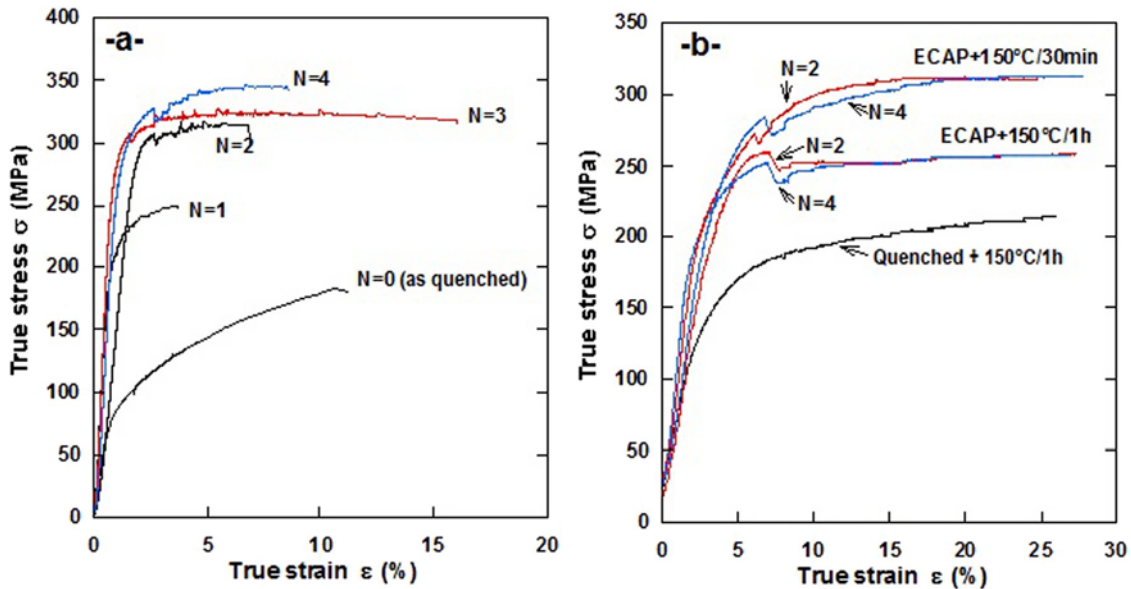 -a-
400
350
300
250
200
150
100
50
0
True stress σ (MPa)
N=4
N=3
N=2
N=1
N=0 (as quenched)
0 5 10 15 20
True strain ε (%)
-b-
350
300
250
200
150
100
50
0
True stress σ (MPa)
ECAP+150°C/30min
N=2
N=4
ECAP+150°C/1h
N=2
N=4
Quenched + 150°C/1h
0 5 10 15 20 25 30
True strain ε (%)